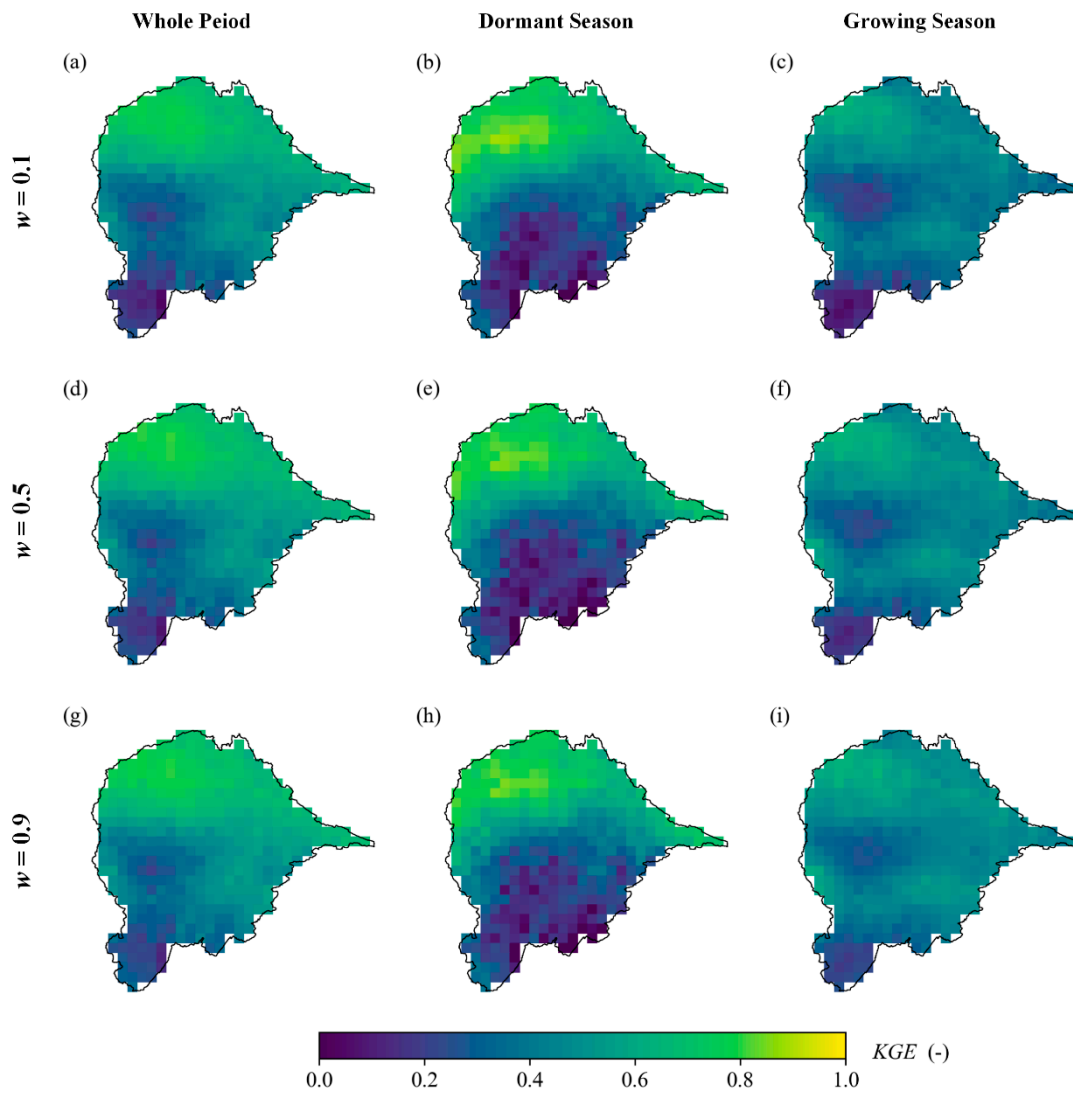 Whole Peiod Dormant Season Growing Season
(a) (b) (c)
w = 0.1
(d) (e) (f)
w = 0.5
(g) (h) (i)
w = 0.9
KGE (-)
0.0 0.2 0.4 0.6 0.8 1.0